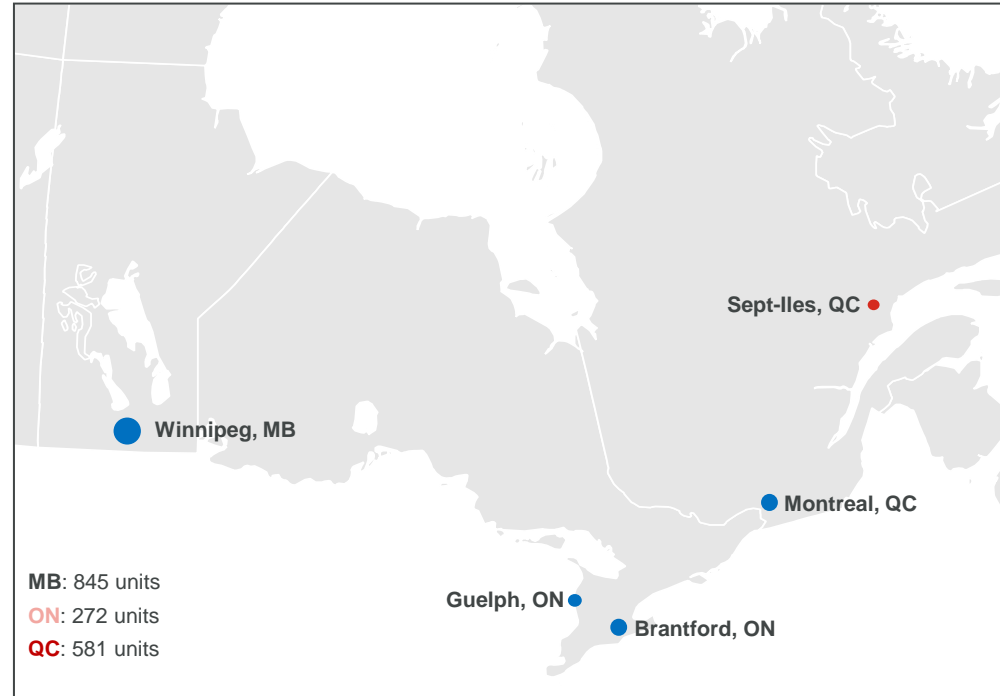 Sept-Iles, QC
Winnipeg, MB
Montreal, QC
Guelph, ON
Brantford, ON
MB: 845 units
ON: 272 units
QC: 581 units